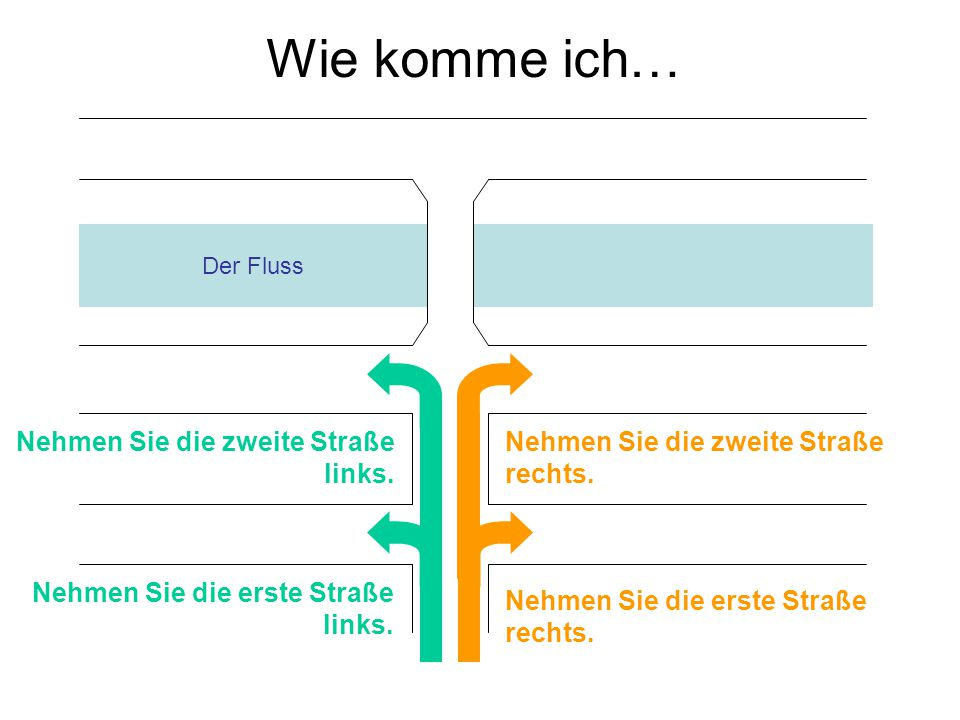 Wie komme ich…
Der Fluss
Nehmen Sie die zweite Straße
links.
Nehmen Sie die zweite Straße
rechts.
Nehmen Sie die erste Straße
links.
Nehmen Sie die erste Straße
rechts.